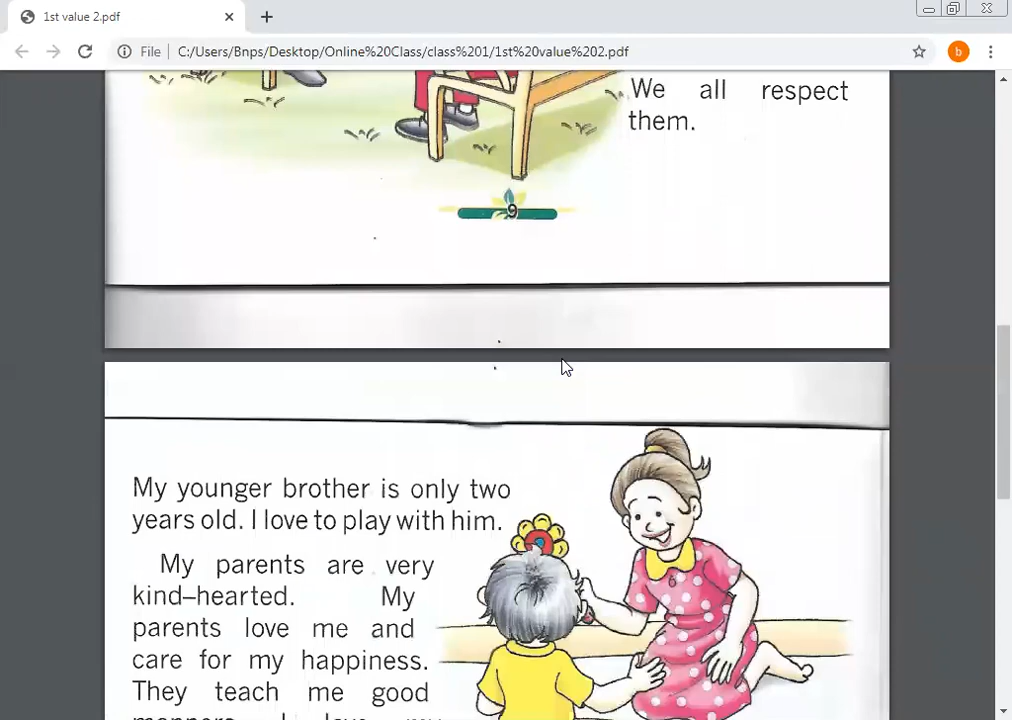 1st value 2.pdf
File
C:/Users/Bnps/Desktop/Online%20Class/class%201/1st%20value%202.pdf
b
We all respect
them.
9
My younger brother is only two
years old. I love to play with him.
My parents are very
kind–hearted. My
parents love me and
care for my happiness.
They teach me good